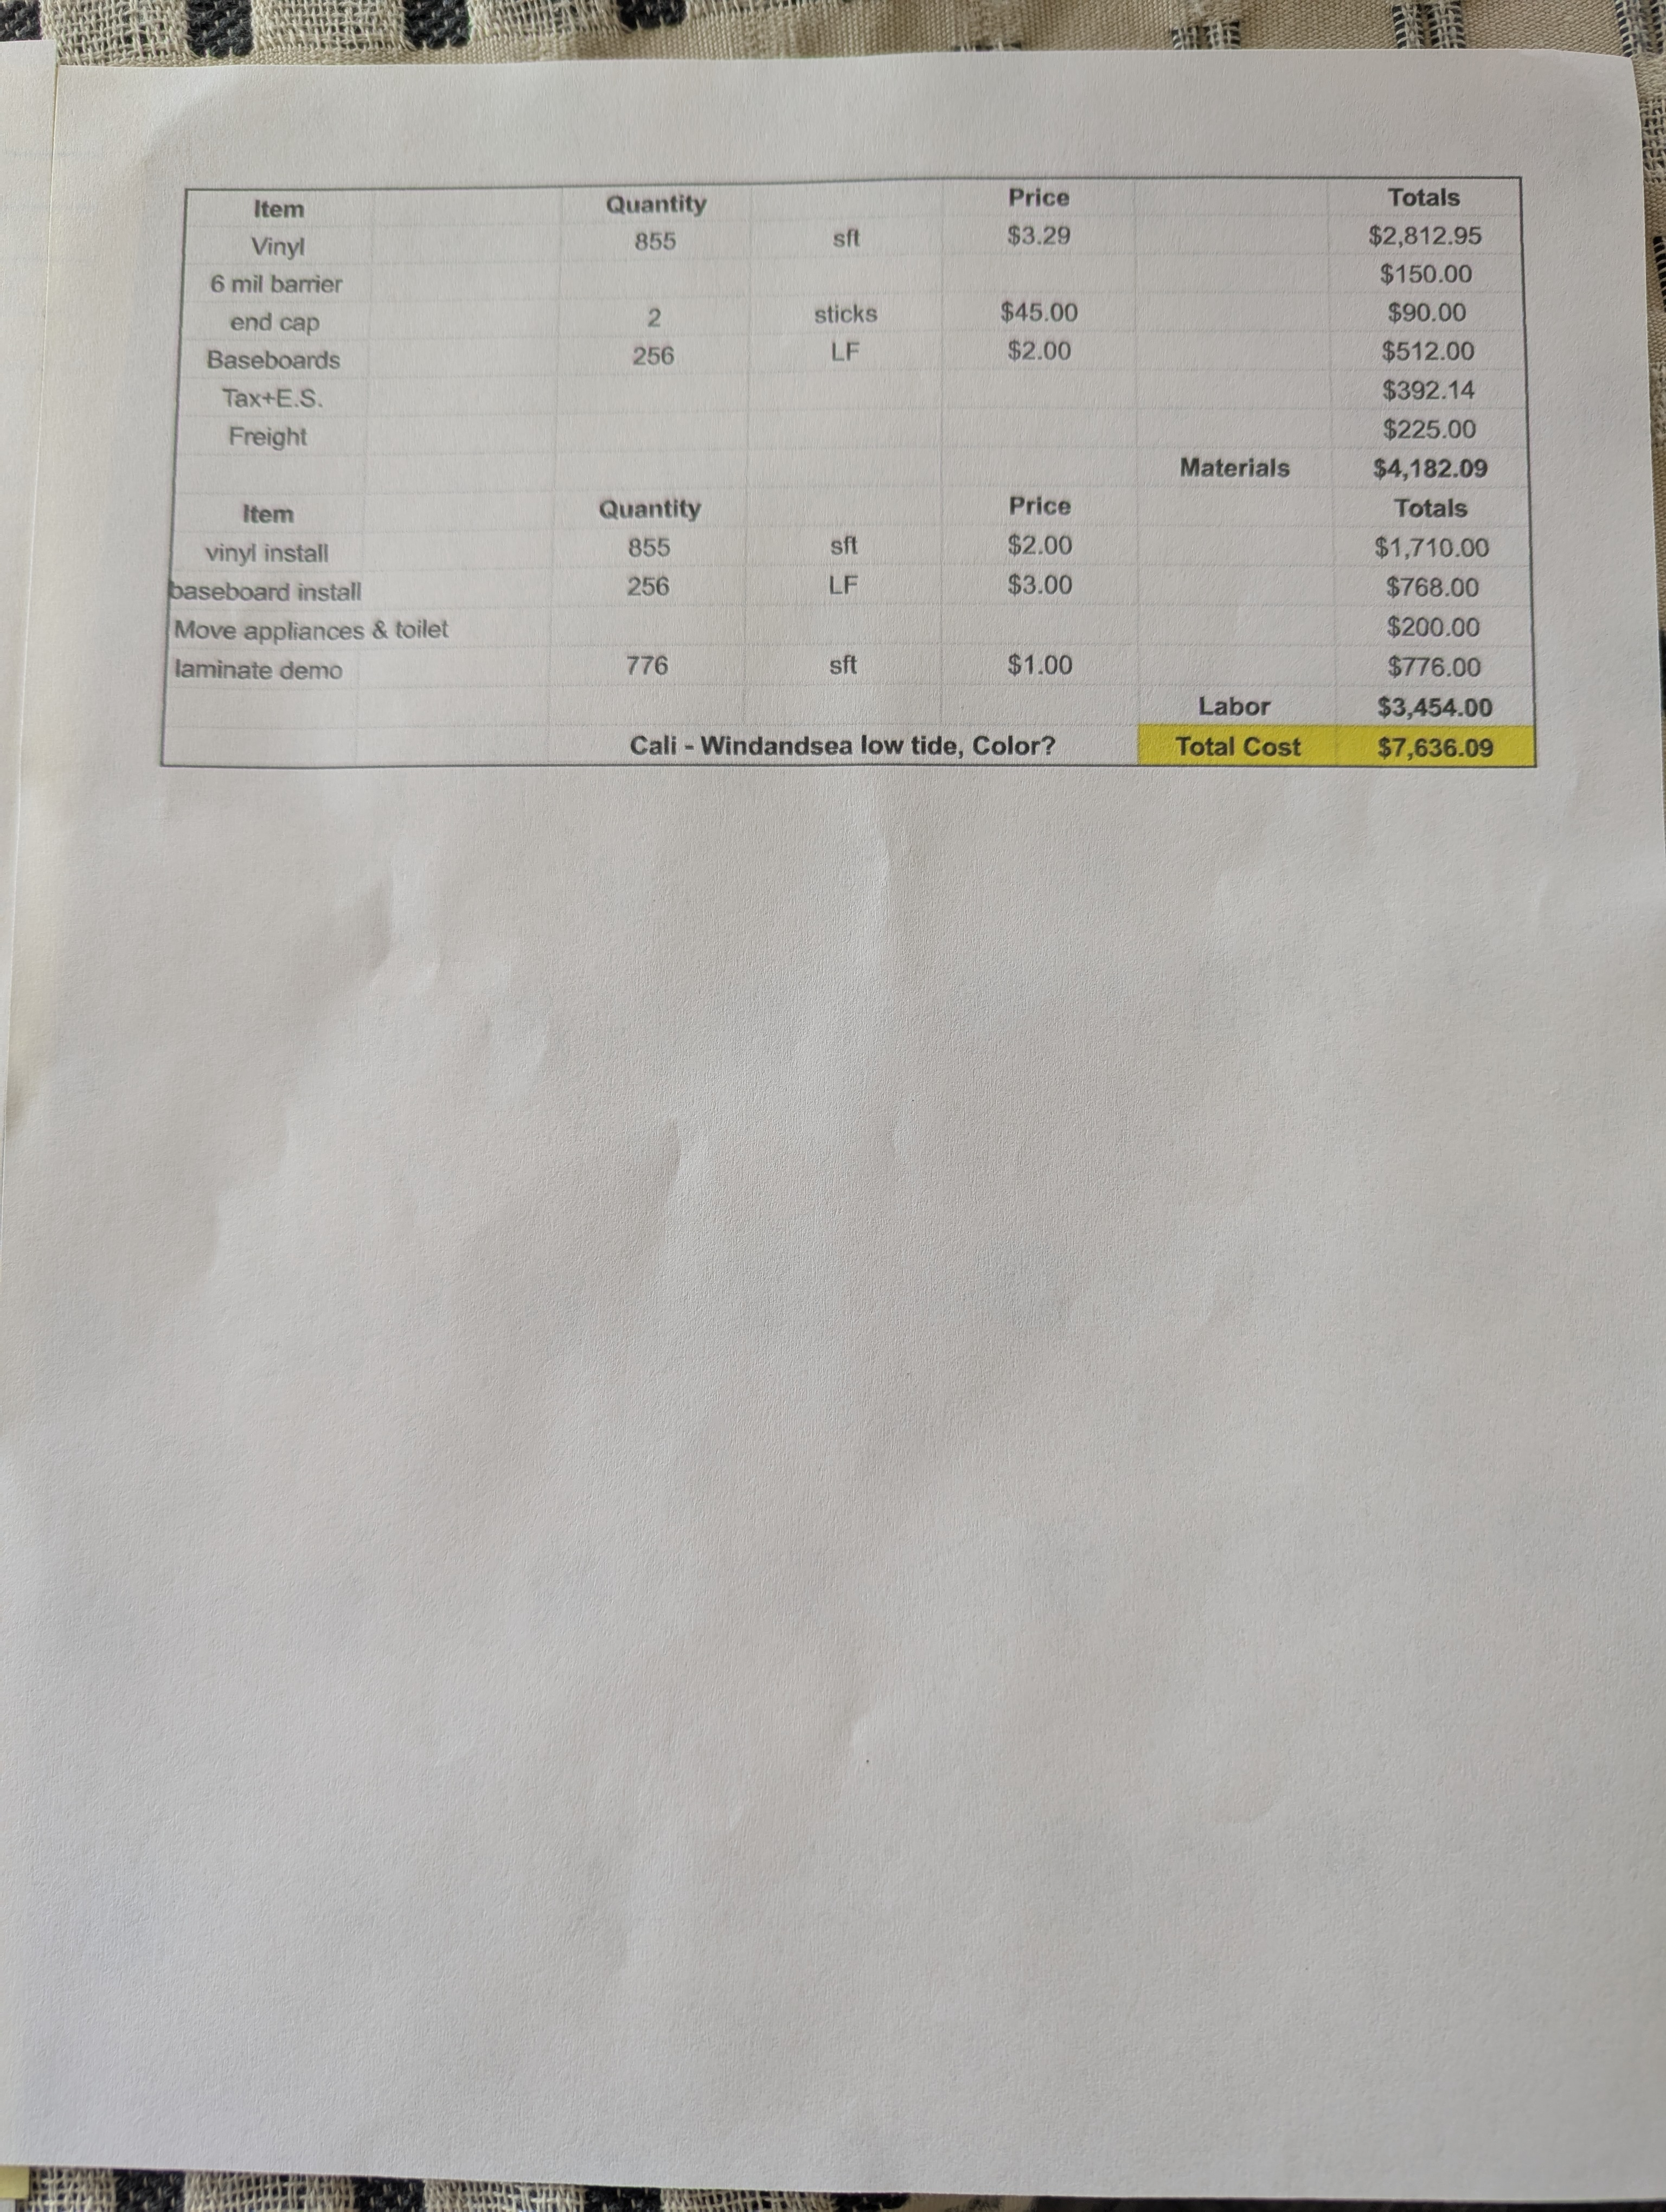 Item Quantity Price Totals
Vinyl 855 sft $3.29 $2,812.95
6 mil barrier $150.00
end cap 2 sticks $45.00 $90.00
Baseboards 256 LF $2.00 $512.00
Tax+E.S. $392.14
Freight $225.00
Materials $4,182.09
Item Quantity Price Totals
vinyl install 855 sft $2.00 $1,710.00
baseboard install 256 LF $3.00 $768.00
Move appliances & toilet $200.00
laminate demo 776 sft $1.00 $776.00
Labor $3,454.00
Cali - Windandsea low tide, Color? Total Cost $7,636.09